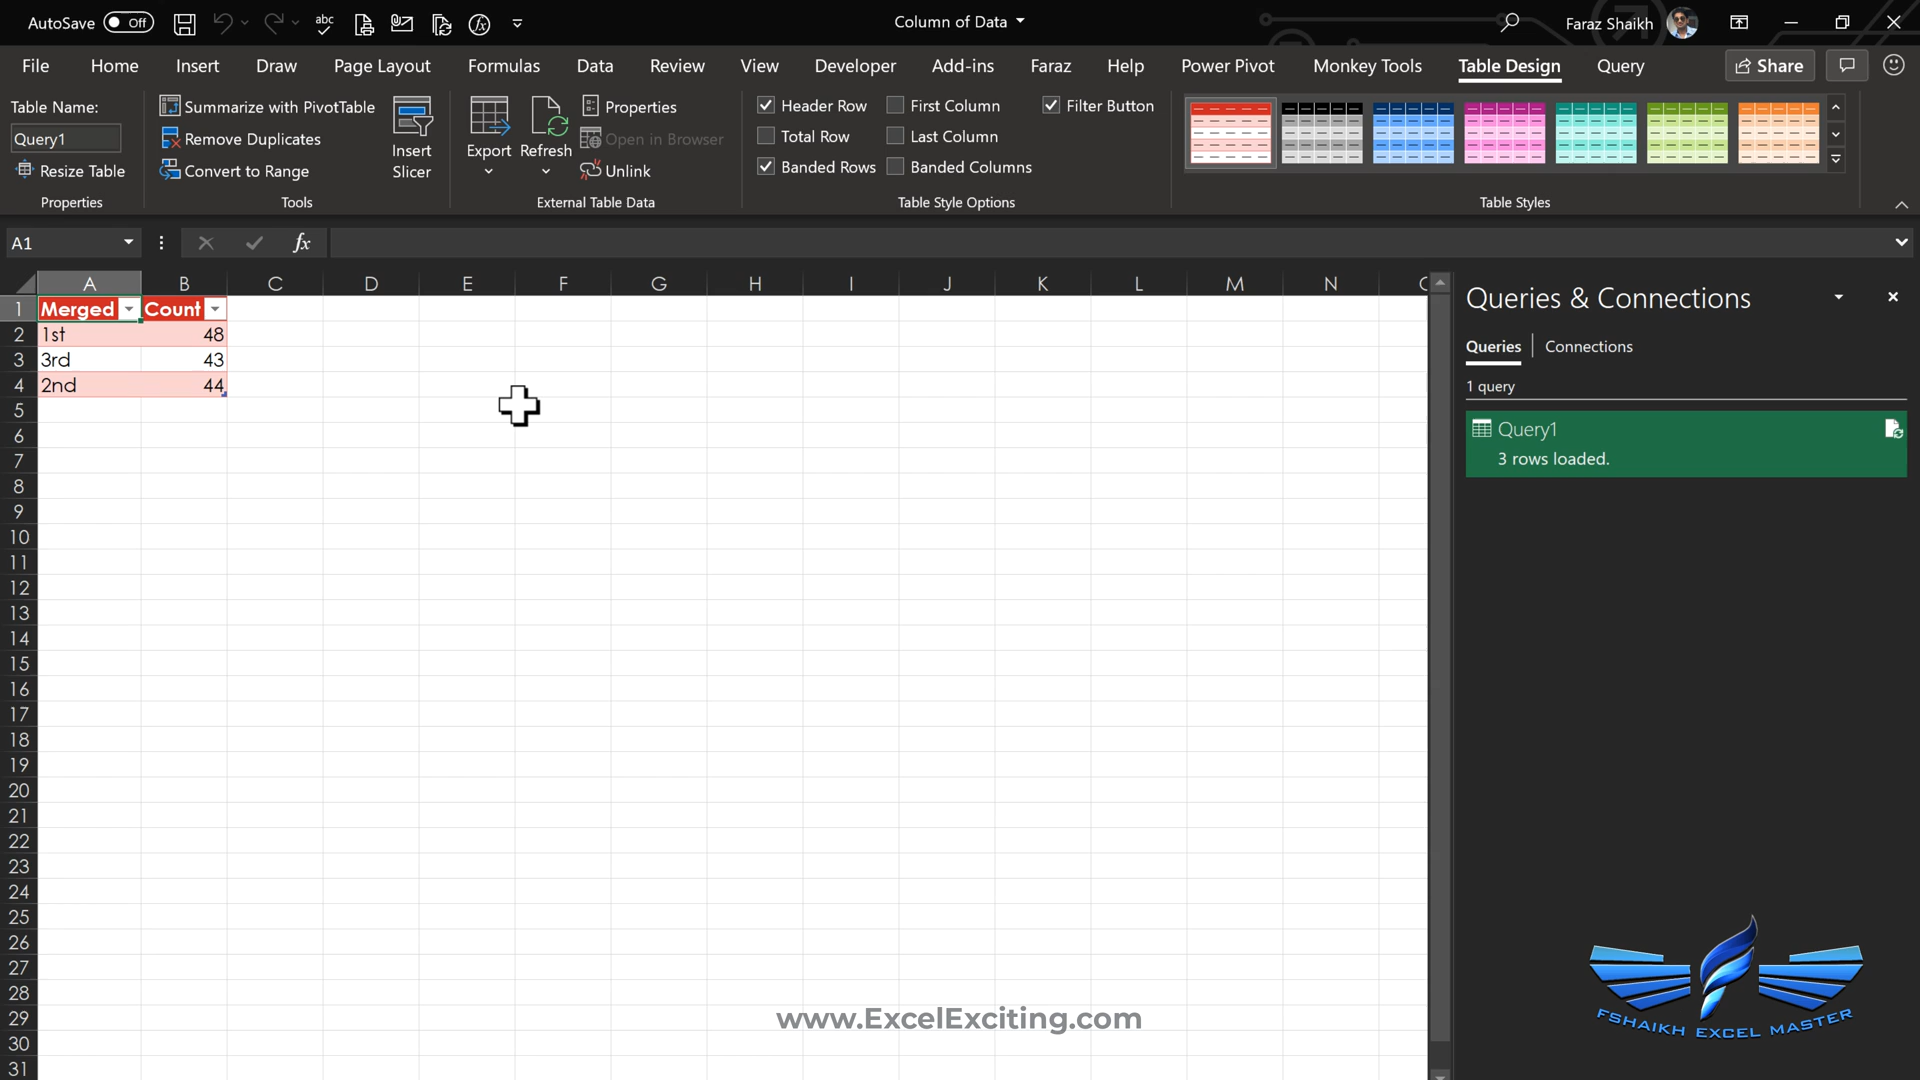 AutoSave Off abc Column of Data Faraz Shaikh
File Home Insert Draw Page Layout Formulas Data Review View Developer Add-ins Faraz Help Power Pivot Monkey Tools Table Design Query Share
Table Name:
Query1
Resize Table
Properties
Summarize with PivotTable
Remove Duplicates
Convert to Range
Tools
Insert
Slicer
Export
Refresh
Properties
Open in Browser
Unlink
External Table Data
Header Row
Total Row
Banded Rows
First Column
Last Column
Banded Columns
Filter Button
Table Style Options
Table Styles
A1 fx
A B C D E F G H I J K L M N
1 Merged Count
2 1st 48
3 3rd 43
4 2nd 44
5
6
7
8
9
10
11
12
13
14
15
16
17
18
19
20
21
22
23
24
25
26
27
28
29
30
31
Queries & Connections
Queries Connections
1 query
Query1
3 rows loaded.
www.ExcelExciting.com
FSHAIKH EXCEL MASTER